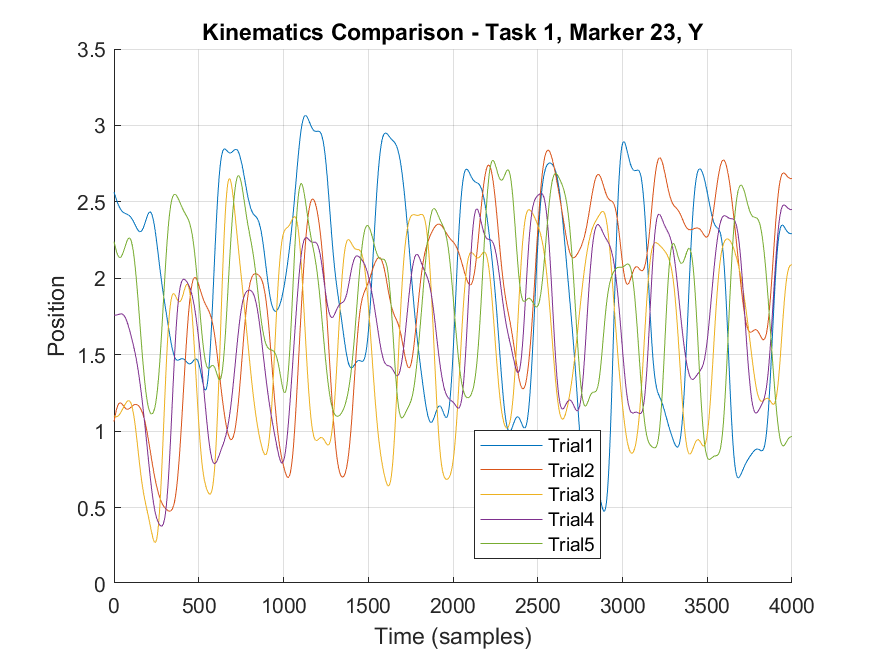 Kinematics Comparison - Task 1, Marker 23, Y
3.5
3
2.5
2
1.5
1
0.5
0
Position
Trial1
Trial2
Trial3
Trial4
Trial5
0 500 1000 1500 2000 2500 3000 3500 4000
Time (samples)